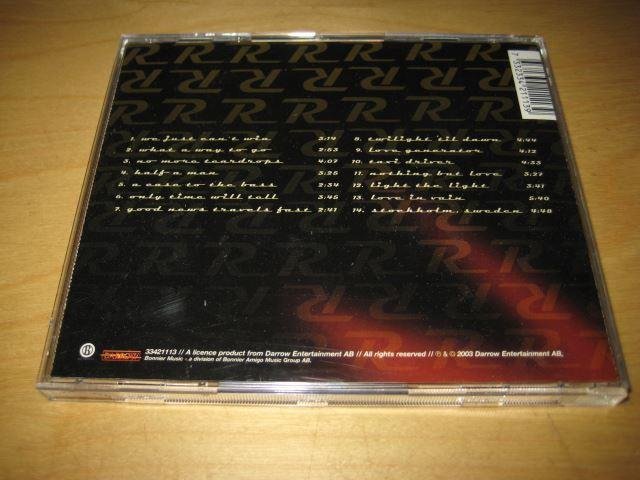 R R R R R R R R
7332334211139
1. we just can't win 3:14
2. what a way to go 2:53
3. no more teardrops 4:07
4. half a man 3:25
5. a case to the bass 2:34
6. only time will tell 3:45
7. good news travels fast 2:41
8. twilight 'til dawn 4:44
9. love generator 4:12
10. taxi driver 4:33
11. nothing but love 3:27
12. light the light 3:41
13. love in vain 5:40
14. stockholm, sweden 4:48
B
33421113 // A licence product from Darrow Entertainment AB // All rights reserved // ℗ & © 2003 Darrow Entertainment AB,
Bonnier Music - a division of Bonnier Amigo Music Group AB.